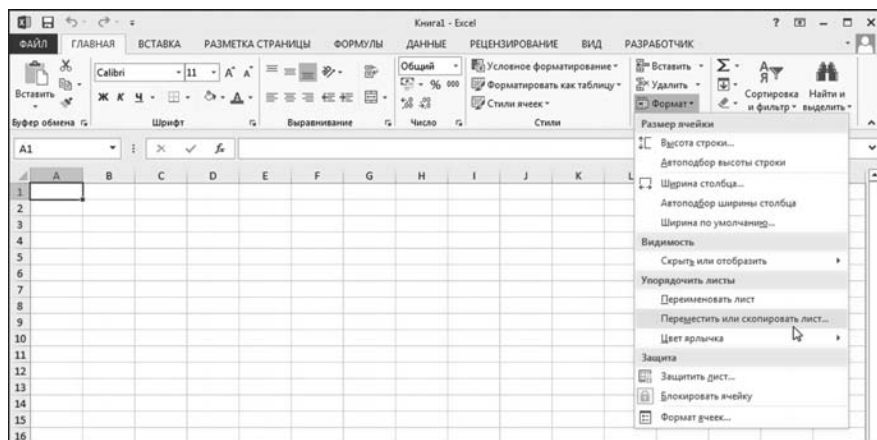 Книга1 - Excel
?
ФАЙЛ ГЛАВНАЯ ВСТАВКА РАЗМЕТКА СТРАНИЦЫ ФОРМУЛЫ ДАННЫЕ РЕЦЕНЗИРОВАНИЕ ВИД РАЗРАБОТЧИК
Вставить
Calibri 11 A A
Ж К Ч A
Общий
% 000
Условное форматирование
Форматировать как таблицу
Стили ячеек
Вставить
Удалить
Формат
Σ
Сортировка и фильтр
Найти и выделить
Буфер обмена Шрифт Выравнивание Число Стили
A1 fx
A B C D E F G H I J K L
1
2
3
4
5
6
7
8
9
10
11
12
13
14
15
16
Размер ячейки
Высота строки...
Автоподбор высоты строки
Ширина столбца...
Автоподбор ширины столбца
Ширина по умолчанию...
Видимость
Скрыть или отобразить
Упорядочить листы
Переименовать лист
Переместить или скопировать лист...
Цвет ярлычка
Защита
Защитить лист...
Блокировать ячейку
Формат ячеек...